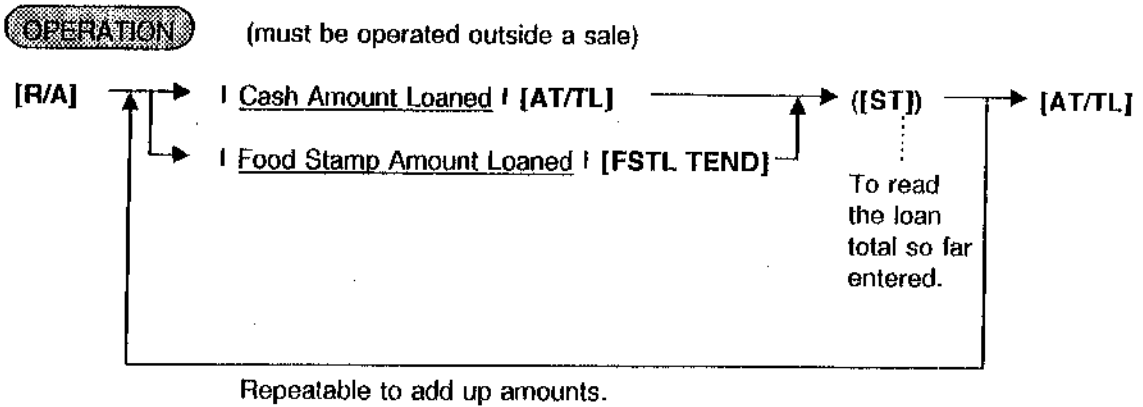 OPERATION (must be operated outside a sale)
[R/A] | Cash Amount Loaned | [AT/TL] ([ST]) [AT/TL]
| Food Stamp Amount Loaned | [FSTL TEND]
To read
the loan
total so far
entered.
Repeatable to add up amounts.